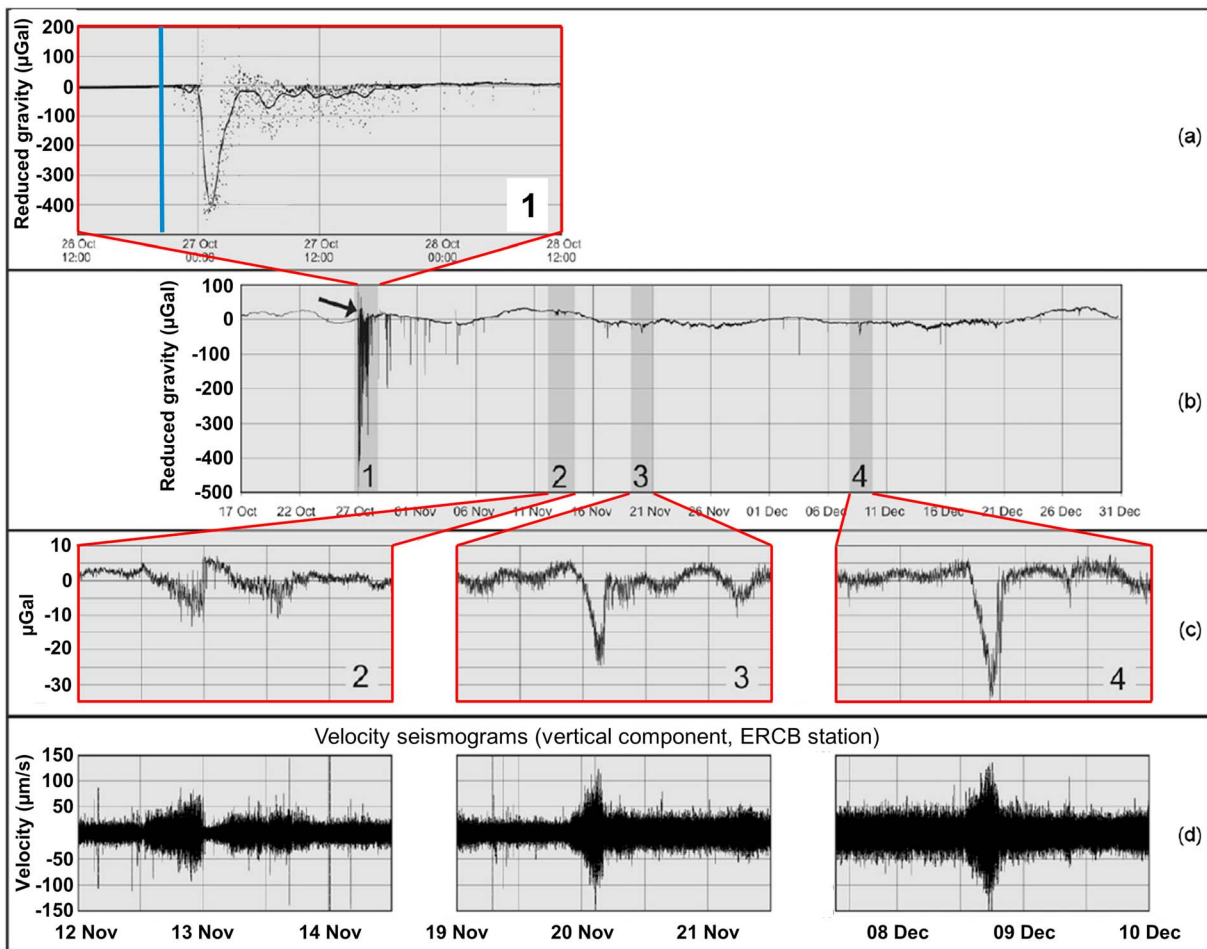 Reduced gravity (µGal)
200
100
0
-100
-200
-300
-400
1
(a)
26 Oct 12:00
27 Oct 00:00
27 Oct 12:00
28 Oct 00:00
28 Oct 12:00
Reduced gravity (µGal)
100
0
-100
-200
-300
-400
-500
1
2
3
4
(b)
17 Oct 22 Oct 27 Oct 01 Nov 06 Nov 11 Nov 16 Nov 21 Nov 26 Nov 01 Dec 06 Dec 11 Dec 16 Dec 21 Dec 26 Dec 31 Dec
µGal
10
0
-10
-20
-30
2
3
4
(c)
Velocity seismograms (vertical component, ERCB station)
Velocity (µm/s)
150
100
50
0
-50
-100
-150
(d)
12 Nov 13 Nov 14 Nov 19 Nov 20 Nov 21 Nov 08 Dec 09 Dec 10 Dec